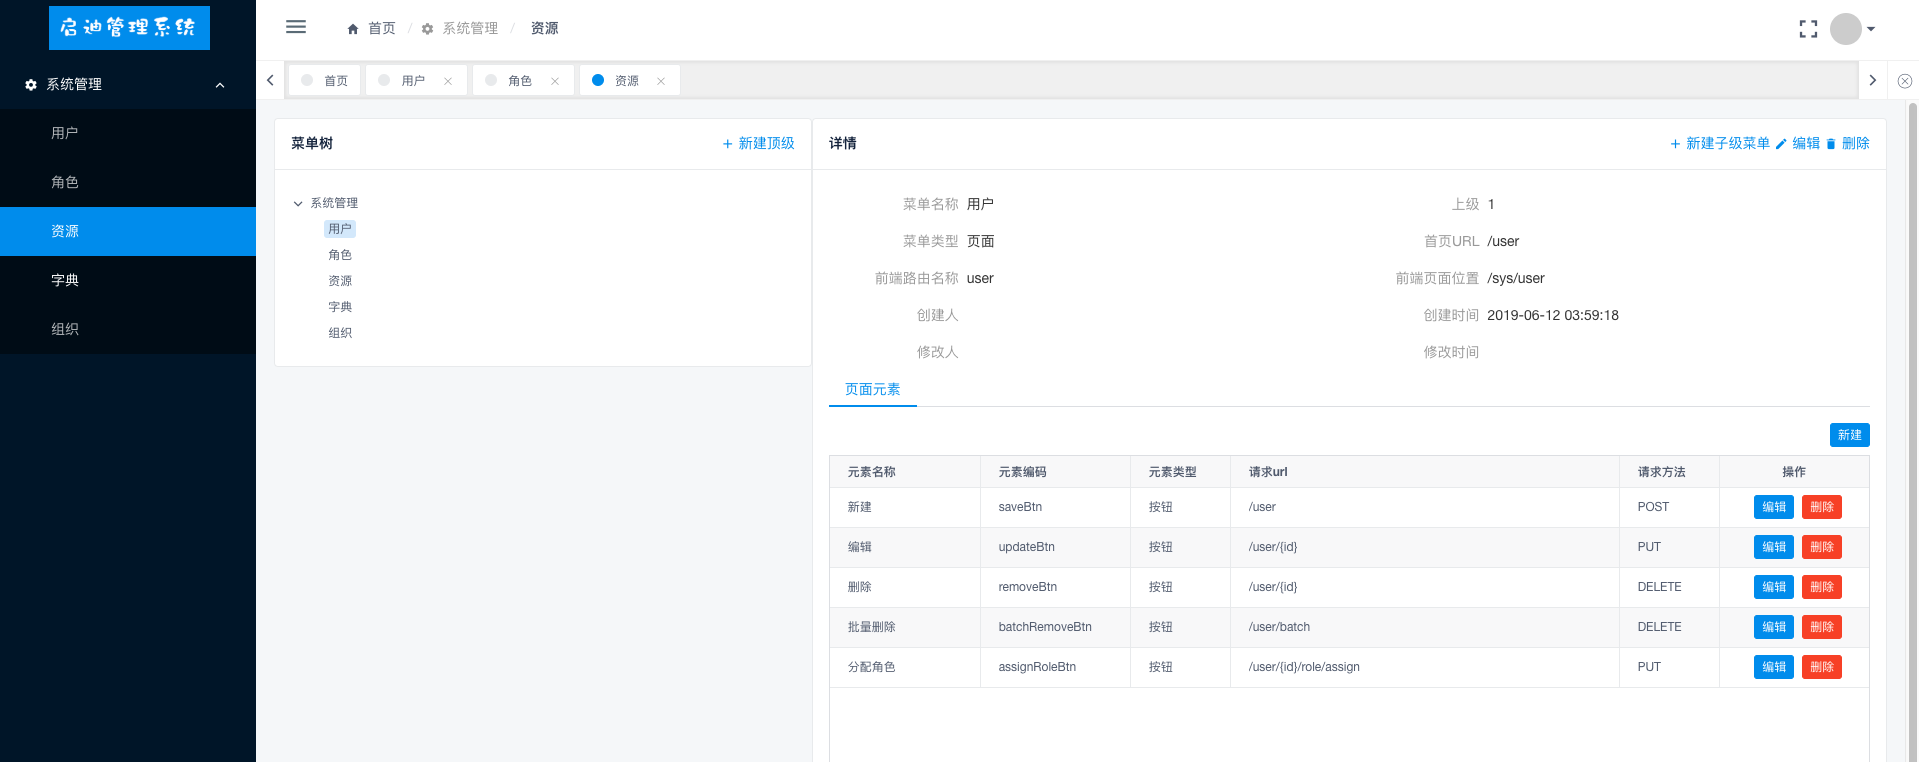 启迪管理系统
系统管理
用户
角色
资源
字典
组织
首页 / 系统管理 / 资源
首页 用户 角色 资源
菜单树 + 新建顶级
系统管理
用户
角色
资源
字典
组织
详情 + 新建子级菜单 编辑 删除
菜单名称 用户 上级 1
菜单类型 页面 首页URL /user
前端路由名称 user 前端页面位置 /sys/user
创建人 创建时间 2019-06-12 03:59:18
修改人 修改时间
页面元素
新建
元素名称 元素编码 元素类型 请求url 请求方法 操作
新建 saveBtn 按钮 /user POST 编辑 删除
编辑 updateBtn 按钮 /user/{id} PUT 编辑 删除
删除 removeBtn 按钮 /user/{id} DELETE 编辑 删除
批量删除 batchRemoveBtn 按钮 /user/batch DELETE 编辑 删除
分配角色 assignRoleBtn 按钮 /user/{id}/role/assign PUT 编辑 删除